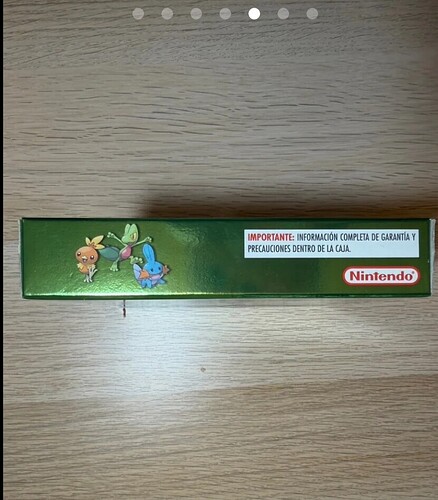 IMPORTANTE: INFORMACIÓN COMPLETA DE GARANTÍA Y
PRECAUCIONES DENTRO DE LA CAJA.
Nintendo